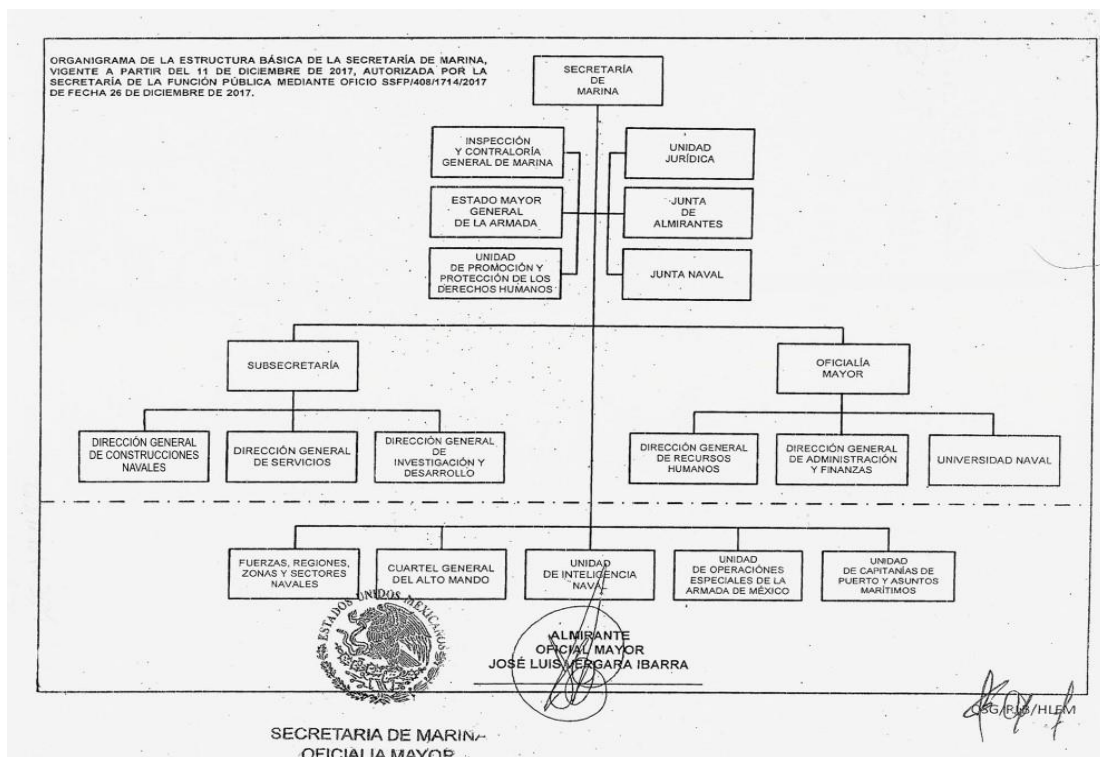 ORGANIGRAMA DE LA ESTRUCTURA BÁSICA DE LA SECRETARÍA DE MARINA,
VIGENTE A PARTIR DEL 11 DE DICIEMBRE DE 2017, AUTORIZADA POR LA
SECRETARÍA DE LA FUNCIÓN PÚBLICA MEDIANTE OFICIO SSFP/408/1714/2017
DE FECHA 26 DE DICIEMBRE DE 2017.
SECRETARÍA
DE
MARINA
INSPECCIÓN
Y CONTRALORÍA
GENERAL DE MARINA
UNIDAD
JURÍDICA
ESTADO MAYOR
GENERAL
DE LA ARMADA
JUNTA
DE
ALMIRANTES
UNIDAD
DE PROMOCIÓN Y
PROTECCIÓN DE LOS
DERECHOS HUMANOS
JUNTA NAVAL
SUBSECRETARÍA
OFICIALÍA
MAYOR
DIRECCIÓN GENERAL
DE CONSTRUCCIONES
NAVALES
DIRECCIÓN GENERAL
DE SERVICIOS
DIRECCIÓN GENERAL
DE
INVESTIGACIÓN Y
DESARROLLO
DIRECCIÓN GENERAL
DE RECURSOS
HUMANOS
DIRECCIÓN GENERAL
DE ADMINISTRACIÓN
Y FINANZAS
UNIVERSIDAD NAVAL
FUERZAS, REGIONES,
ZONAS Y SECTORES
NAVALES
CUARTEL GENERAL
DEL ALTO MANDO
UNIDAD
DE INTELIGENCIA
NAVAL
UNIDAD
DE OPERACIÓNES
ESPECIALES DE LA
ARMADA DE MÉXICO
UNIDAD
DE CAPITANÍAS DE
PUERTO Y ASUNTOS
MARÍTIMOS
ESTADOS UNIDOS MEXICANOS
ALMIRANTE
OFICIAL MAYOR
JOSÉ LUIS VERGARA IBARRA
SECRETARIA DE MARINA
OFICIALIA MAYOR